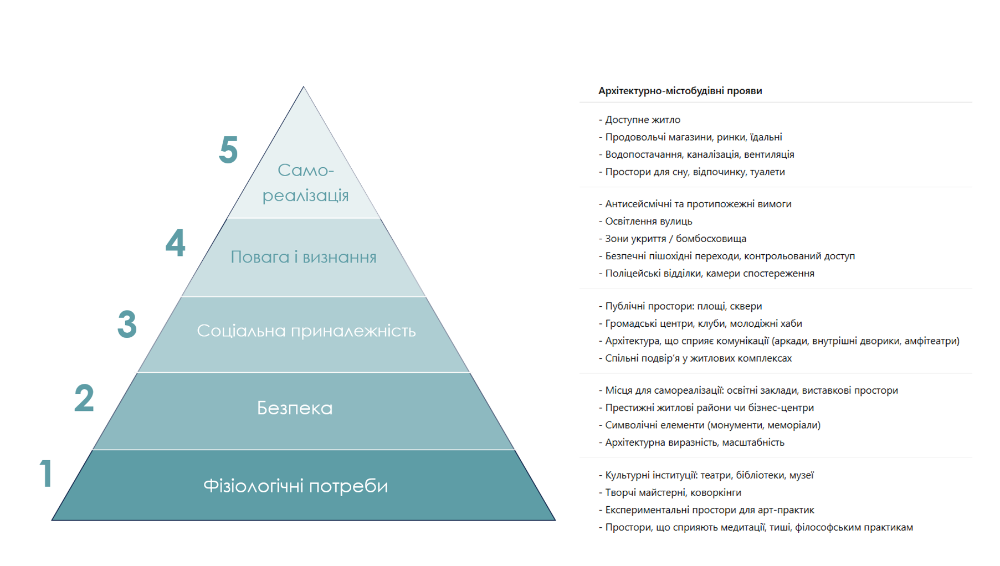 5
Само-
реалізація
4
Повага і визнання
3
Соціальна приналежність
2
Безпека
1
Фізіологічні потреби
Архітектурно-містобудівні прояви
- Доступне житло
- Продовольчі магазини, ринки, їдальні
- Водопостачання, каналізація, вентиляція
- Простори для сну, відпочинку, туалети
- Антисейсмічні та протипожежні вимоги
- Освітлення вулиць
- Зони укриття / бомбосховища
- Безпечні пішохідні переходи, контрольований доступ
- Поліцейські відділки, камери спостереження
- Публічні простори: площі, сквери
- Громадські центри, клуби, молодіжні хаби
- Архітектура, що сприяє комунікації (аркади, внутрішні дворики, амфітеатри)
- Спільні подвір’я у житлових комплексах
- Місця для самореалізації: освітні заклади, виставкові простори
- Престижні житлові райони чи бізнес-центри
- Символічні елементи (монументи, меморіали)
- Архітектурна виразність, масштабність
- Культурні інституції: театри, бібліотеки, музеї
- Творчі майстерні, коворкінги
- Експериментальні простори для арт-практик
- Простори, що сприяють медитації, тиші, філософським практикам